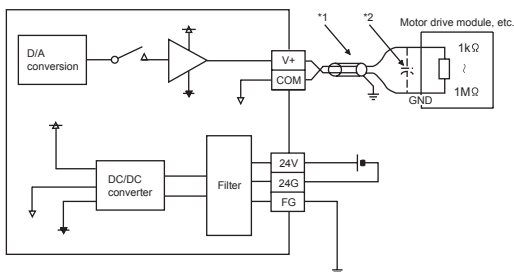 *1
*2
Motor drive module, etc.
D/A
conversion
V+
COM
1kΩ
~
1MΩ
GND
DC/DC
converter
Filter
24V
24G
FG